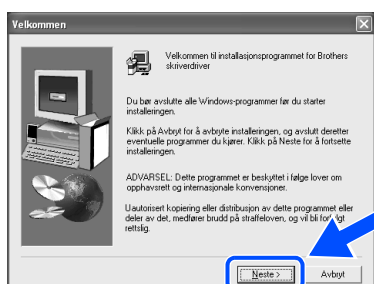 Velkommen
Velkommen til installasjonsprogrammet for Brothers
skriverdriver
Du bør avslutte alle Windows-programmer før du starter
installeringen.
Klikk på Avbryt for å avbryte installeringen, og avslutt deretter
eventuelle programmer du kjører. Klikk på Neste for å fortsette
installeringen.
ADVARSEL: Dette programmet er beskyttet i følge lover om
opphavsrett og internasjonale konvensjoner.
Uautorisert kopiering eller distribusjon av dette programmet eller
deler av det, medfører brudd på straffeloven, og vil bli forfulgt
rettslig.
Neste >
Avbryt